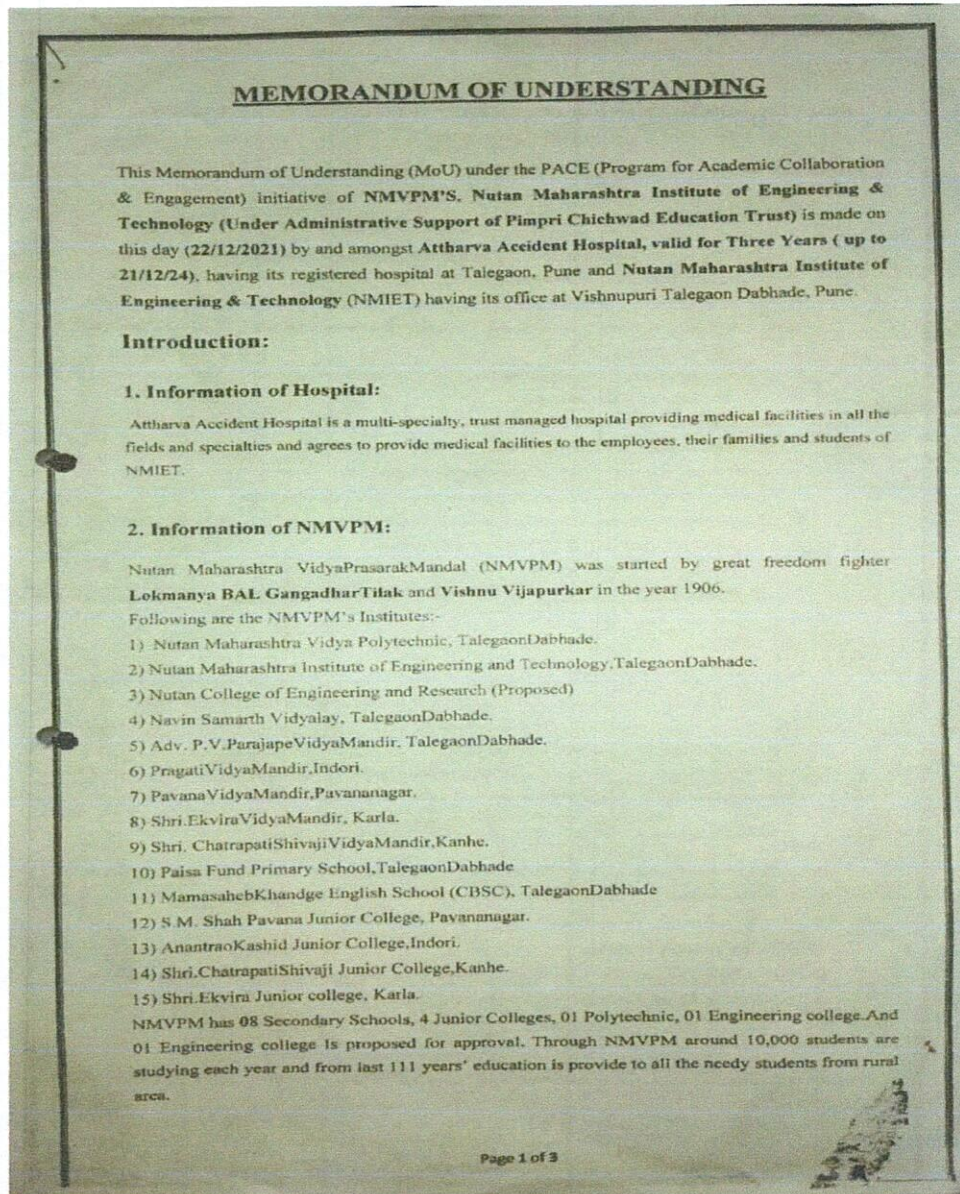 MEMORANDUM OF UNDERSTANDING
This Memorandum of Understanding (MoU) under the PACE (Program for Academic Collaboration
& Engagement) initiative of NMVPM'S, Nutan Maharashtra Institute of Engineering &
Technology (Under Administrative Support of Pimpri Chichwad Education Trust) is made on
this day (22/12/2021) by and amongst Attharva Accident Hospital, valid for Three Years ( up to
21/12/24), having its registered hospital at Talegaon, Pune and Nutan Maharashtra Institute of
Engineering & Technology (NMIET) having its office at Vishnupuri Talegaon Dabhade, Pune.
Introduction:
1. Information of Hospital:
Attharva Accident Hospital is a multi-specialty, trust managed hospital providing medical facilities in all the
fields and specialties and agrees to provide medical facilities to the employees, their families and students of
NMIET.
2. Information of NMVPM:
Nutan Maharashtra VidyaPrasarakMandal (NMVPM) was started by great freedom fighter
Lokmanya BAL GangadharTilak and Vishnu Vijapurkar in the year 1906.
Following are the NMVPM's Institutes:-
1) Nutan Maharashtra Vidya Polytechnic, TalegaonDabhade.
2) Nutan Maharashtra Institute of Engineering and Technology,TalegaonDabhade.
3) Nutan College of Engineering and Research (Proposed)
4) Navin Samarth Vidyalay, TalegaonDabhade.
5) Adv. P.V.ParajapeVidyaMandir, TalegaonDabhade.
6) PragatiVidyaMandir,Indori.
7) PavanaVidyaMandir,Pavananagar.
8) Shri.EkviraVidyaMandir, Karla.
9) Shri. ChatrapatiShivajiVidyaMandir,Kanhe.
10) Paisa Fund Primary School,TalegaonDabhade
11) MamasahebKhandge English School (CBSC), TalegaonDabhade
12) S.M. Shah Pavana Junior College, Pavananagar.
13) AnantraoKashid Junior College,Indori.
14) Shri.ChatrapatiShivaji Junior College,Kanhe.
15) Shri.Ekvira Junior college, Karla.
NMVPM has 08 Secondary Schools, 4 Junior Colleges, 01 Polytechnic, 01 Engineering college.And
01 Engineering college is proposed for approval. Through NMVPM around 10,000 students are
studying each year and from last 111 years' education is provide to all the needy students from rural
area.
Page 1 of 3